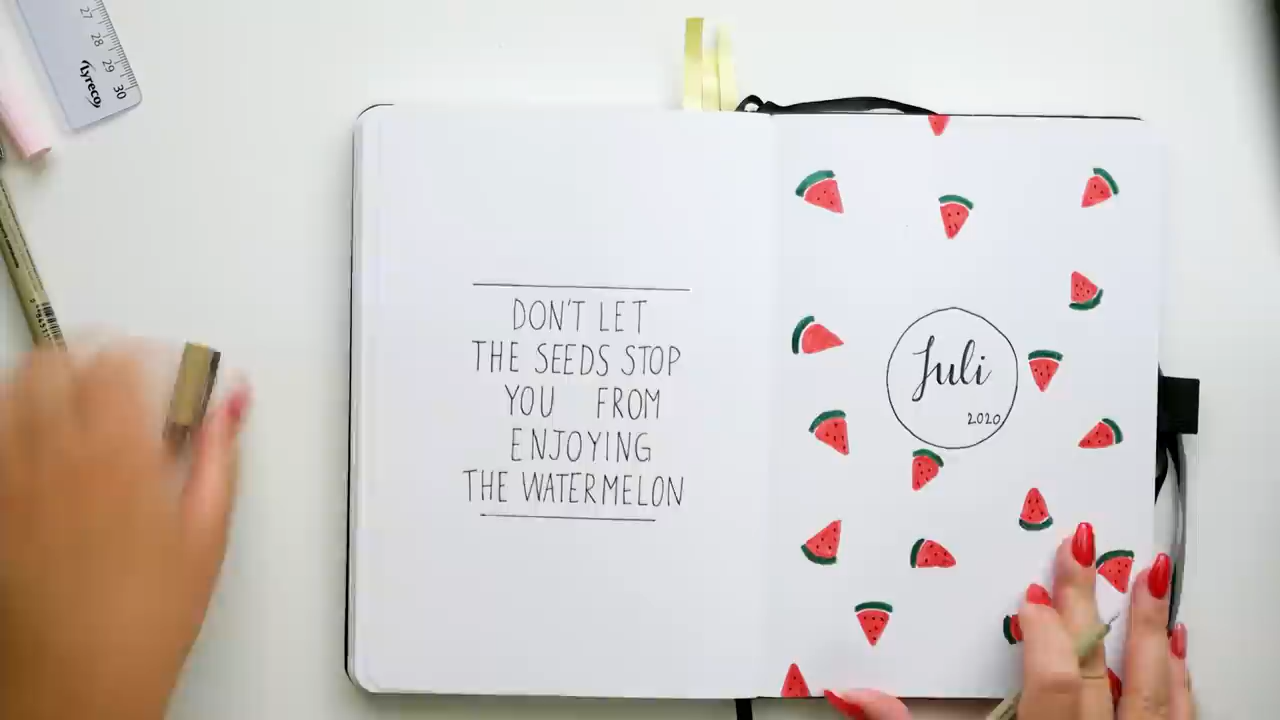 27
28
29
30
Lyreco
DON'T LET
THE SEEDS STOP
YOU FROM
ENJOYING
THE WATERMELON
Juli
2020